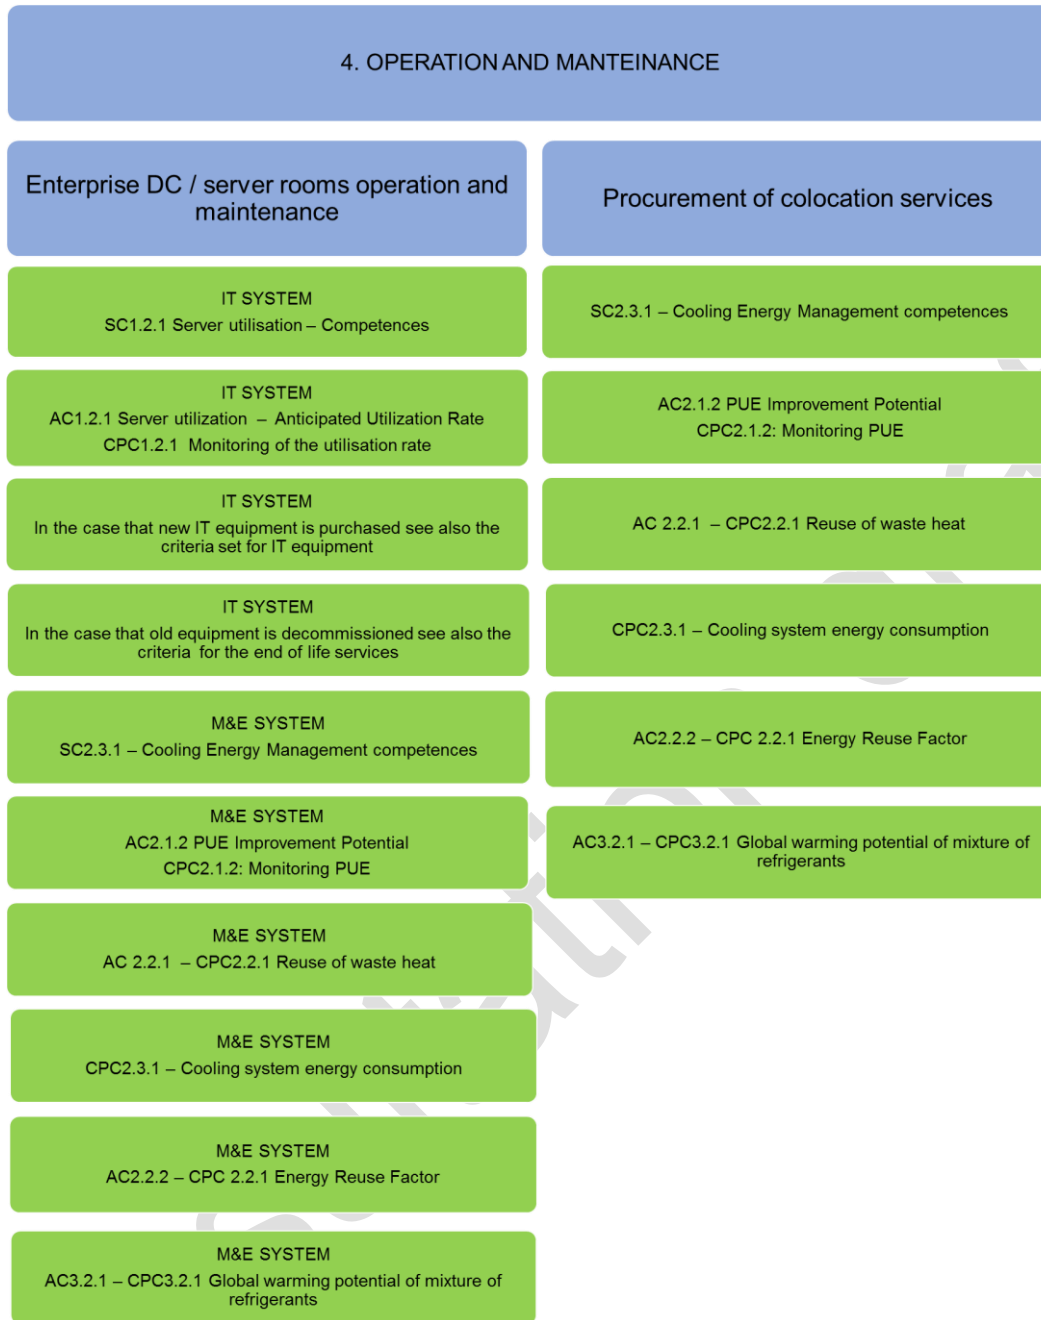 4. OPERATION AND MANTEINANCE
Enterprise DC / server rooms operation and
maintenance
IT SYSTEM
SC1.2.1 Server utilisation – Competences
IT SYSTEM
AC1.2.1 Server utilization – Anticipated Utilization Rate
CPC1.2.1 Monitoring of the utilisation rate
IT SYSTEM
In the case that new IT equipment is purchased see also the
criteria set for IT equipment
IT SYSTEM
In the case that old equipment is decommissioned see also the
criteria for the end of life services
M&E SYSTEM
SC2.3.1 – Cooling Energy Management competences
M&E SYSTEM
AC2.1.2 PUE Improvement Potential
CPC2.1.2: Monitoring PUE
M&E SYSTEM
AC 2.2.1 – CPC2.2.1 Reuse of waste heat
M&E SYSTEM
CPC2.3.1 – Cooling system energy consumption
M&E SYSTEM
AC2.2.2 – CPC 2.2.1 Energy Reuse Factor
M&E SYSTEM
AC3.2.1 – CPC3.2.1 Global warming potential of mixture of
refrigerants
Procurement of colocation services
SC2.3.1 – Cooling Energy Management competences
AC2.1.2 PUE Improvement Potential
CPC2.1.2: Monitoring PUE
AC 2.2.1 – CPC2.2.1 Reuse of waste heat
CPC2.3.1 – Cooling system energy consumption
AC2.2.2 – CPC 2.2.1 Energy Reuse Factor
AC3.2.1 – CPC3.2.1 Global warming potential of mixture of
refrigerants